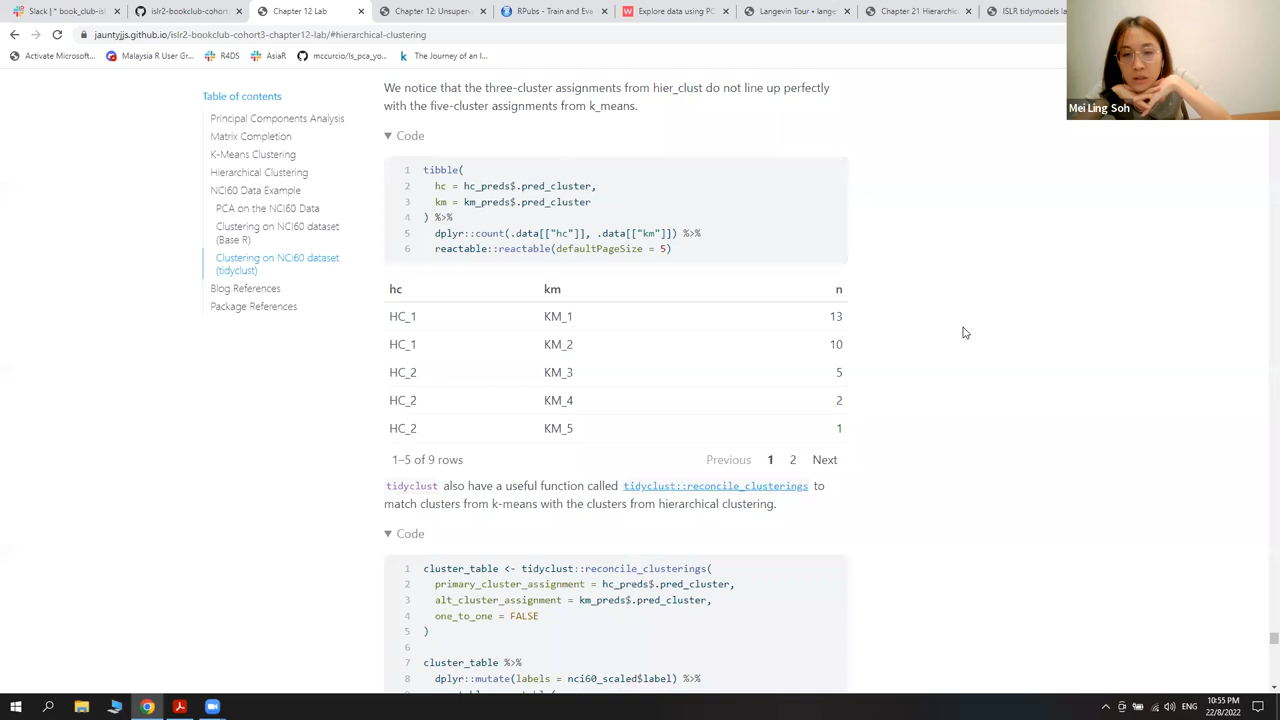 Slack | book_club-is
islr2-bookclub-cohort
Chapter 12 Lab
Chapter 12: Unsuperv
RPubs - Train and Eve
Explore data using PC
Langevin Tour • lange
Chapter 21 Hierarchic
ISLR tidymodels la
jauntyjjs.github.io/islr2-bookclub-cohort3-chapter12-lab/#hierarchical-clustering
Activate Microsoft...
Malaysia R User Gr...
R4DS
AsiaR
mccurcio/Is_pca_yo...
The Journey of an I...
Mei Ling Soh
Table of contents
Principal Components Analysis
Matrix Completion
K-Means Clustering
Hierarchical Clustering
NCI60 Data Example
PCA on the NCI60 Data
Clustering on NCI60 dataset
(Base R)
Clustering on NCI60 dataset
(tidyclust)
Blog References
Package References
We notice that the three-cluster assignments from hier_clust do not line up perfectly
with the five-cluster assignments from k_means.
Code
1 tibble(
2 hc = hc_preds$.pred_cluster,
3 km = km_preds$.pred_cluster
4 ) %>%
5 dplyr::count(.data[["hc"]], .data[["km"]]) %>%
6 reactable::reactable(defaultPageSize = 5)
hc km n
HC_1 KM_1 13
HC_1 KM_2 10
HC_2 KM_3 5
HC_2 KM_4 2
HC_2 KM_5 1
1–5 of 9 rows Previous 1 2 Next
tidyclust also have a useful function called tidyclust::reconcile_clusterings to
match clusters from k-means with the clusters from hierarchical clustering.
Code
1 cluster_table <- tidyclust::reconcile_clusterings(
2 primary_cluster_assignment = hc_preds$.pred_cluster,
3 alt_cluster_assignment = km_preds$.pred_cluster,
4 one_to_one = FALSE
5 )
6
7 cluster_table %>%
8 dplyr::mutate(labels = nci60_scaled$label) %>%
ENG
10:55 PM
22/8/2022